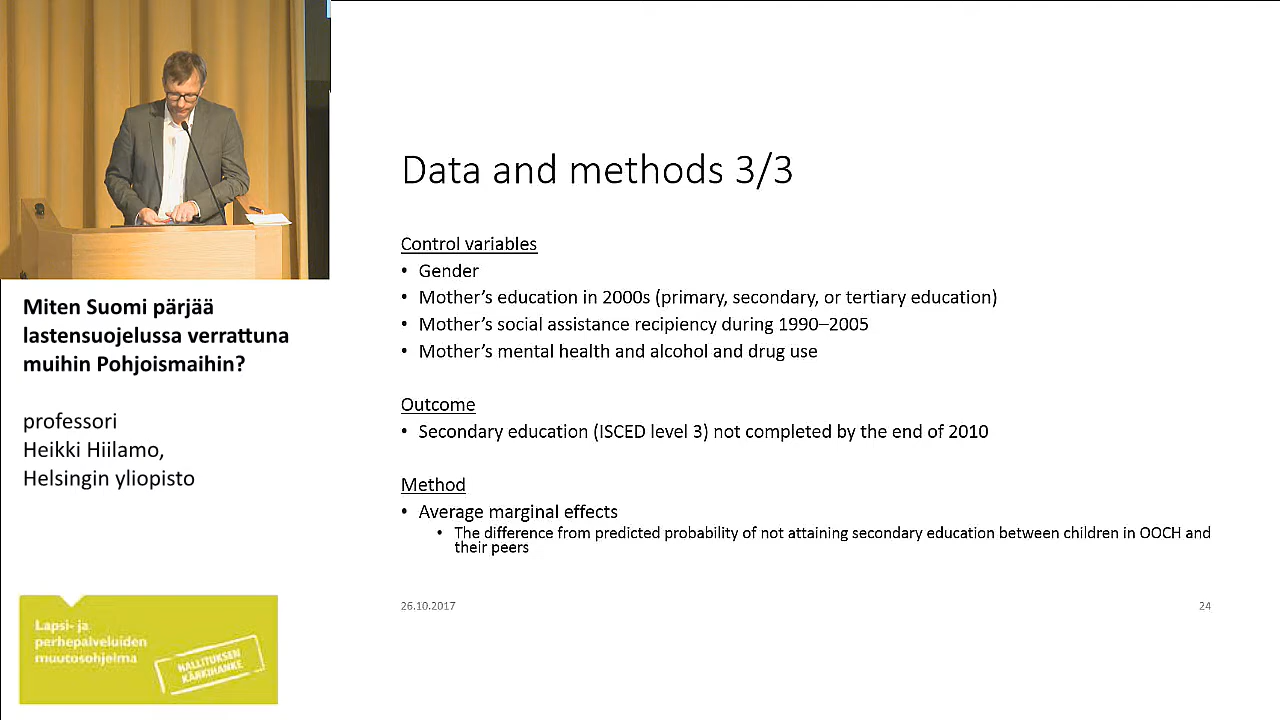 Miten Suomi pärjää
lastensuojelussa verrattuna
muihin Pohjoismaihin?
professori
Heikki Hiilamo,
Helsingin yliopisto
Lapsi- ja
perhepalveluiden
muutosohjelma
HALLITUKSEN
KÄRKIHANKE
Data and methods 3/3
Control variables
• Gender
• Mother's education in 2000s (primary, secondary, or tertiary education)
• Mother's social assistance recipiency during 1990–2005
• Mother's mental health and alcohol and drug use
Outcome
• Secondary education (ISCED level 3) not completed by the end of 2010
Method
• Average marginal effects
• The difference from predicted probability of not attaining secondary education between children in OOCH and
their peers
26.10.2017
24